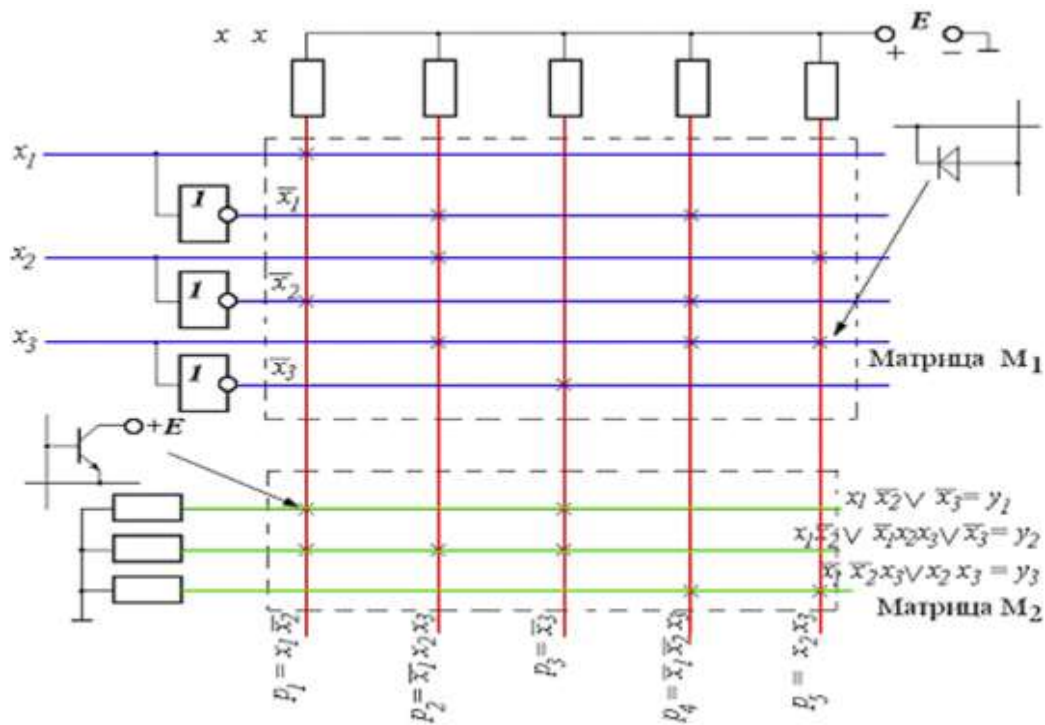 x x
E
+ −
x₁
1
x̅₁
x₂
1
x̅₂
x₃
1
x̅₃
Матрица M₁
+E
x₁ x̅₂ ∨ x̅₃ = y₁
x₁ x̅₂ ∨ x̅₁x₂x₃ ∨ x̅₃ = y₂
x̅₁ x̅₂ x₃ ∨ x₂ x₃ = y₃
Матрица M₂
p₁ = x₁ x̅₂
p₂ = x̅₁ x₂ x₃
p₃ = x̅₃
p₄ = x̅₁ x̅₂ x₃
p₅ = x₂ x₃